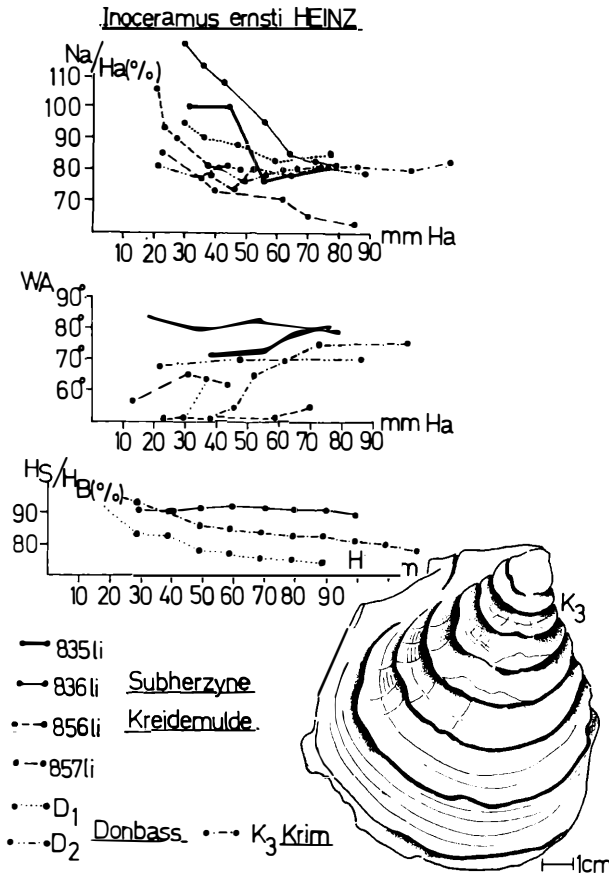 Inoceramus ernsti HEINZ
Na/Ha(%)
110
100
90
80
70
10 20 30 40 50 60 70 80 90
mm Ha
WA
90°
80°
70°
60°
10 20 30 40 50 60 70 80 90
mm Ha
HS/HB(%)
90
80
H m
10 20 30 40 50 60 70 80 90
K3
835li
836li Subherzyne
856li Kreidemulde
857li
D1
D2 Donbass K3 Krim
1cm